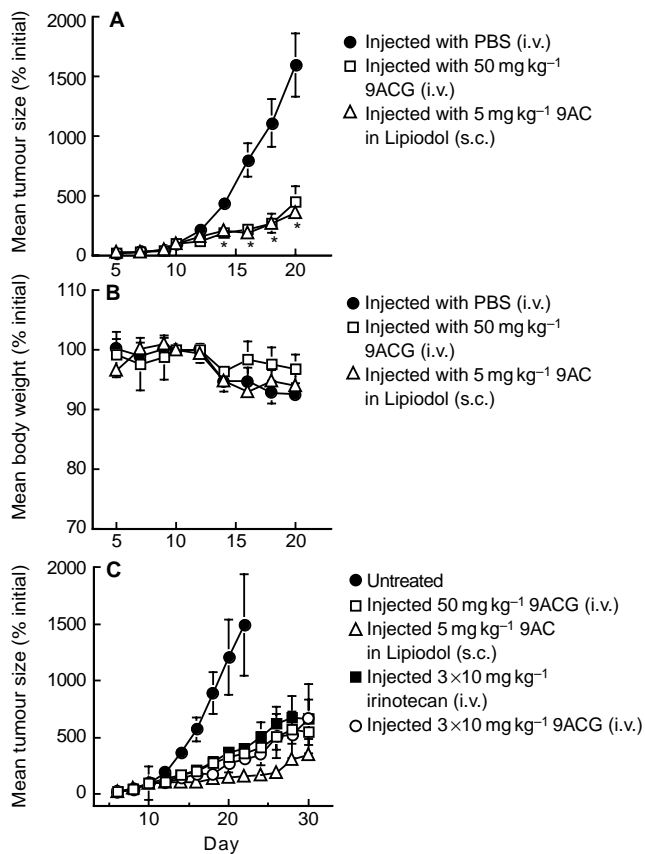 A
Mean tumour size (% initial)
2000
1500
1000
500
0
5 10 15 20
* * * *
Injected with PBS (i.v.)
Injected with 50 mg kg–1
9ACG (i.v.)
Injected with 5 mg kg–1 9AC
in Lipiodol (s.c.)
B
Mean body weight (% initial)
110
100
90
80
70
5 10 15 20
Injected with PBS (i.v.)
Injected with 50 mg kg–1
9ACG (i.v.)
Injected with 5 mg kg–1 9AC
in Lipiodol (s.c.)
C
Mean tumour size (% initial)
2000
1500
1000
500
0
10 20 30
Day
Untreated
Injected 50 mg kg–1 9ACG (i.v.)
Injected 5 mg kg–1 9AC
in Lipiodol (s.c.)
Injected 3×10 mg kg–1
irinotecan (i.v.)
Injected 3×10 mg kg–1 9ACG (i.v.)